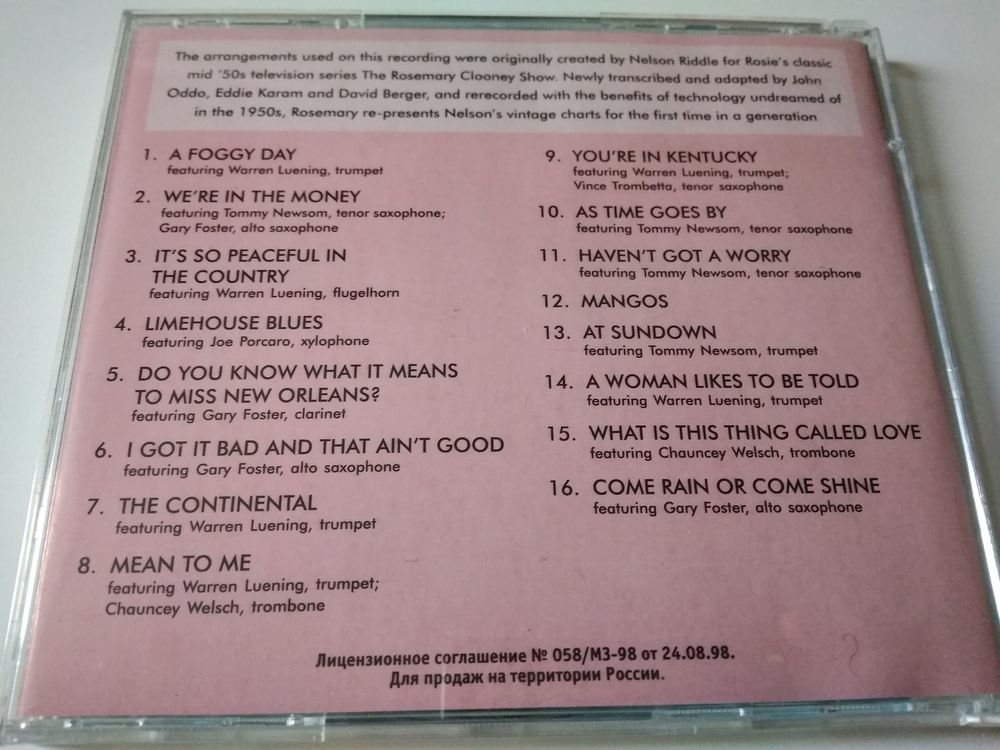 The arrangements used on this recording were originally created by Nelson Riddle for Rosie's classic
mid '50s television series The Rosemary Clooney Show. Newly transcribed and adapted by John
Oddo, Eddie Karam and David Berger, and rerecorded with the benefits of technology undreamed of
in the 1950s, Rosemary re-presents Nelson's vintage charts for the first time in a generation
1. A FOGGY DAY
featuring Warren Luening, trumpet
2. WE'RE IN THE MONEY
featuring Tommy Newsom, tenor saxophone;
Gary Foster, alto saxophone
3. IT'S SO PEACEFUL IN
THE COUNTRY
featuring Warren Luening, flugelhorn
4. LIMEHOUSE BLUES
featuring Joe Porcaro, xylophone
5. DO YOU KNOW WHAT IT MEANS
TO MISS NEW ORLEANS?
featuring Gary Foster, clarinet
6. I GOT IT BAD AND THAT AIN'T GOOD
featuring Gary Foster, alto saxophone
7. THE CONTINENTAL
featuring Warren Luening, trumpet
8. MEAN TO ME
featuring Warren Luening, trumpet;
Chauncey Welsch, trombone
9. YOU'RE IN KENTUCKY
featuring Warren Luening, trumpet;
Vince Trombetta, tenor saxophone
10. AS TIME GOES BY
featuring Tommy Newsom, tenor saxophone
11. HAVEN'T GOT A WORRY
featuring Tommy Newsom, tenor saxophone
12. MANGOS
13. AT SUNDOWN
featuring Tommy Newsom, trumpet
14. A WOMAN LIKES TO BE TOLD
featuring Warren Luening, trumpet
15. WHAT IS THIS THING CALLED LOVE
featuring Chauncey Welsch, trombone
16. COME RAIN OR COME SHINE
featuring Gary Foster, alto saxophone
Лицензионное соглашение № 058/МЗ-98 от 24.08.98.
Для продаж на территории России.